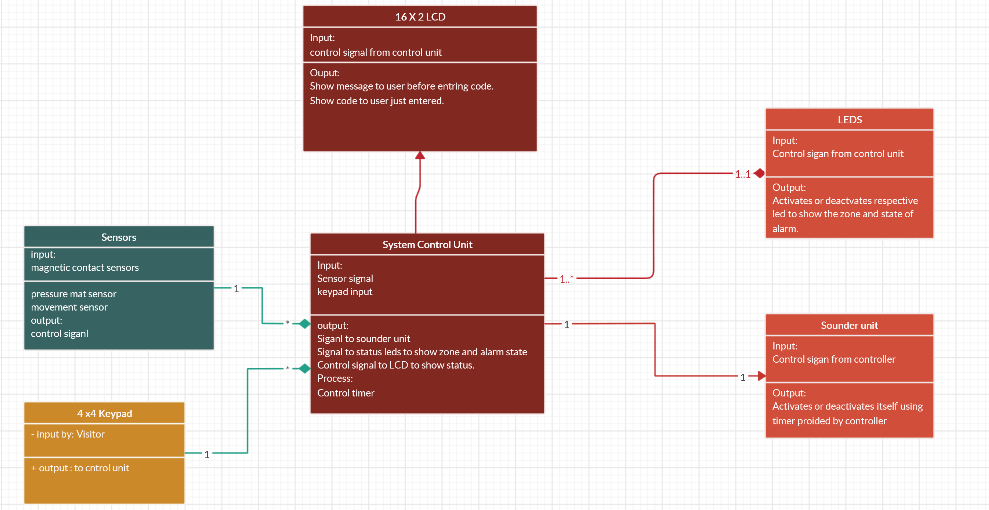 16 X 2 LCD
Input:
control signal from control unit
Ouput:
Show message to user before entring code.
Show code to user just entered.
LEDS
Input:
Control sigan from control unit
Output:
Activates or deactvates respective
led to show the zone and state of
alarm.
1..1
Sensors
input:
magnetic contact sensors
pressure mat sensor
movement sensor
output:
control siganl
1
*
System Control Unit
Input:
Sensor signal
keypad input
output:
Siganl to sounder unit
Signal to status leds to show zone and alarm state
Control signal to LCD to show status.
Process:
Control timer
1..*
1
1
Sounder unit
Input:
Control sigan from controller
Output:
Activates or deactivates itself using
timer proided by controller
4 x4 Keypad
- input by: Visitor
+ output : to cntrol unit
1
*